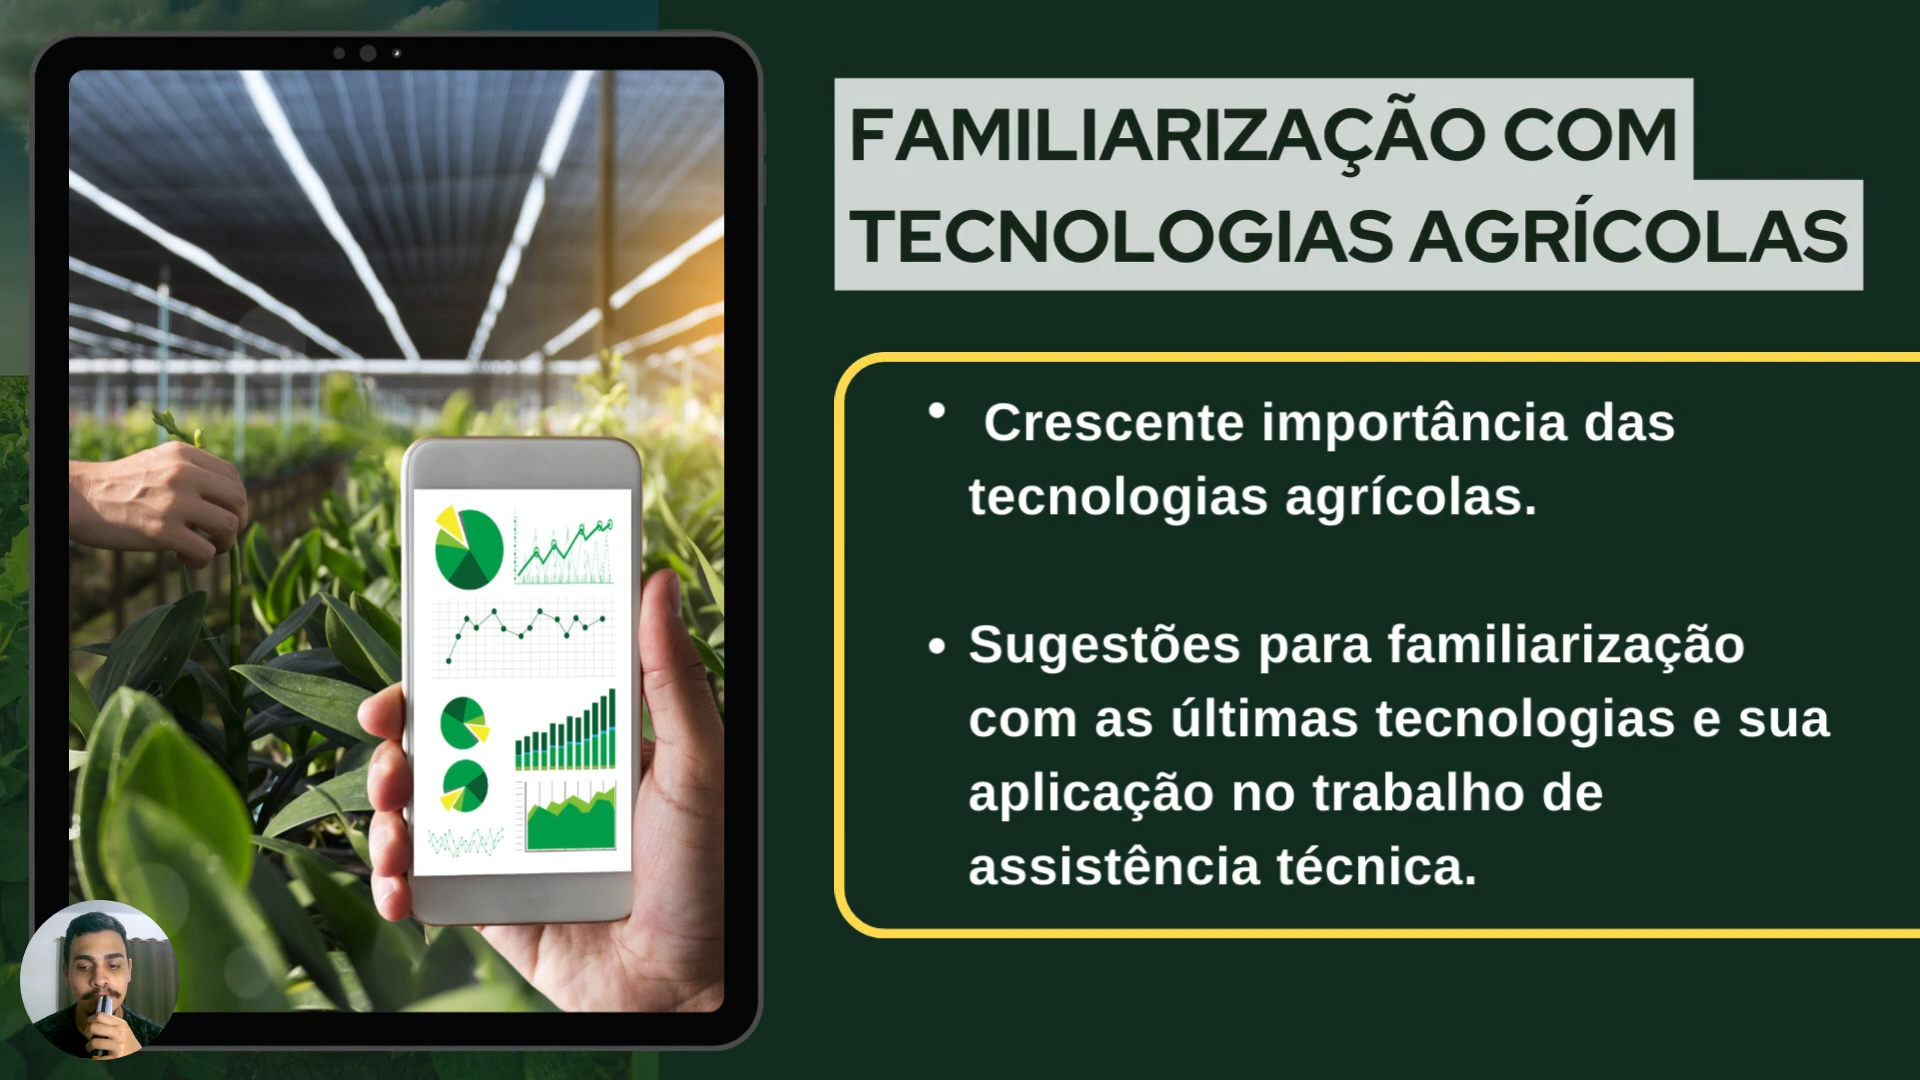 FAMILIARIZAÇÃO COM
TECNOLOGIAS AGRÍCOLAS
• Crescente importância das
tecnologias agrícolas.
• Sugestões para familiarização
com as últimas tecnologias e sua
aplicação no trabalho de
assistência técnica.